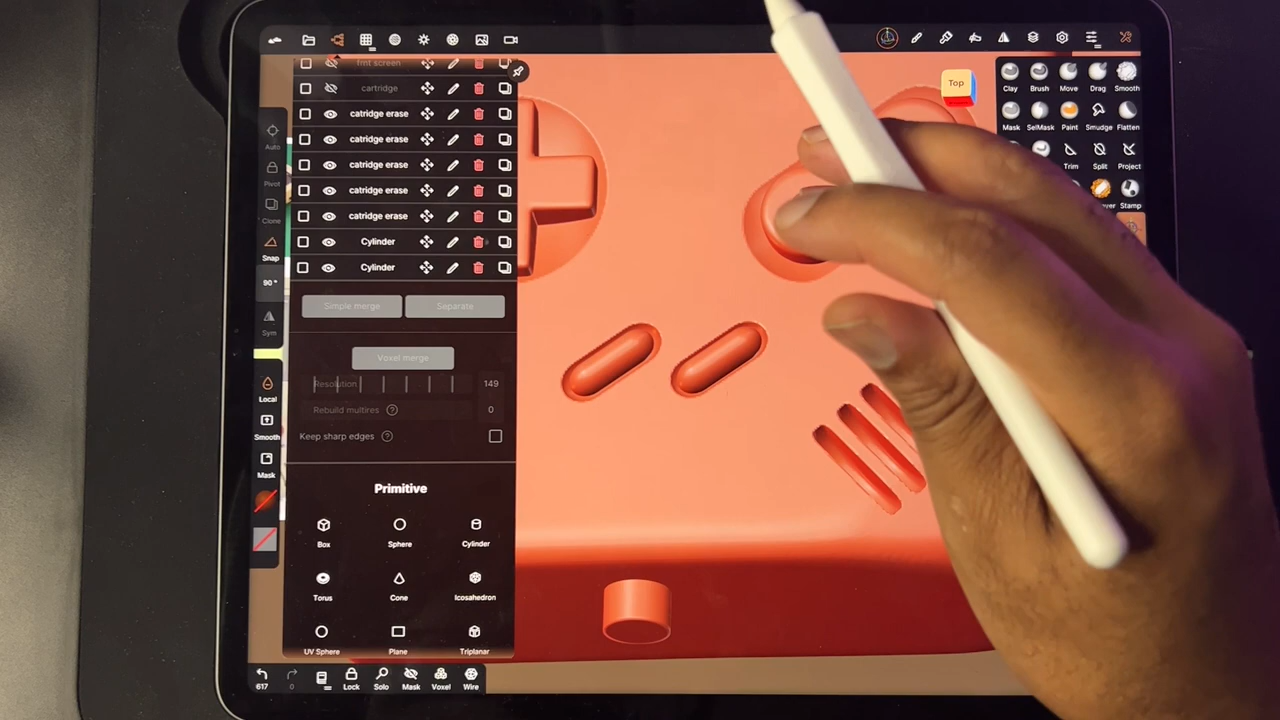 fmt screen
cartridge
catridge erase
catridge erase
catridge erase
catridge erase
catridge erase
Cylinder
Cylinder
Simple merge Separate
Voxel merge
Resolution 149
Rebuild multires ? 0
Keep sharp edges ?
Primitive
Box Sphere Cylinder
Torus Cone Icosahedron
UV Sphere Plane Triplanar
Auto
Pivot
Clone
Snap
90°
Sym
Local
Smooth
Mask
617 0 Lock Solo Mask Voxel Wire
Top
Clay Brush Move Drag Smooth
Mask SelMask Paint Smudge Flatten
Trim Split Project
Stamp